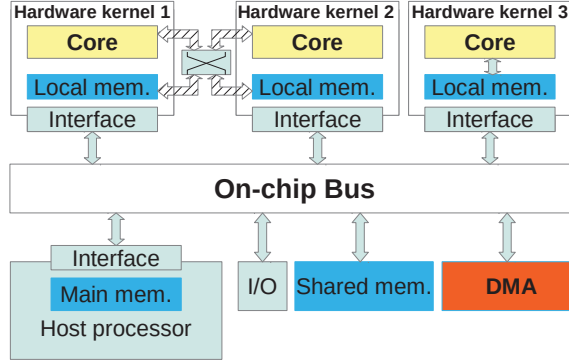 Hardware kernel 1
Hardware kernel 2
Hardware kernel 3
Core
Core
Core
Local mem.
Local mem.
Local mem.
Interface
Interface
Interface
On-chip Bus
Interface
Main mem.
Host processor
I/O
Shared mem.
DMA